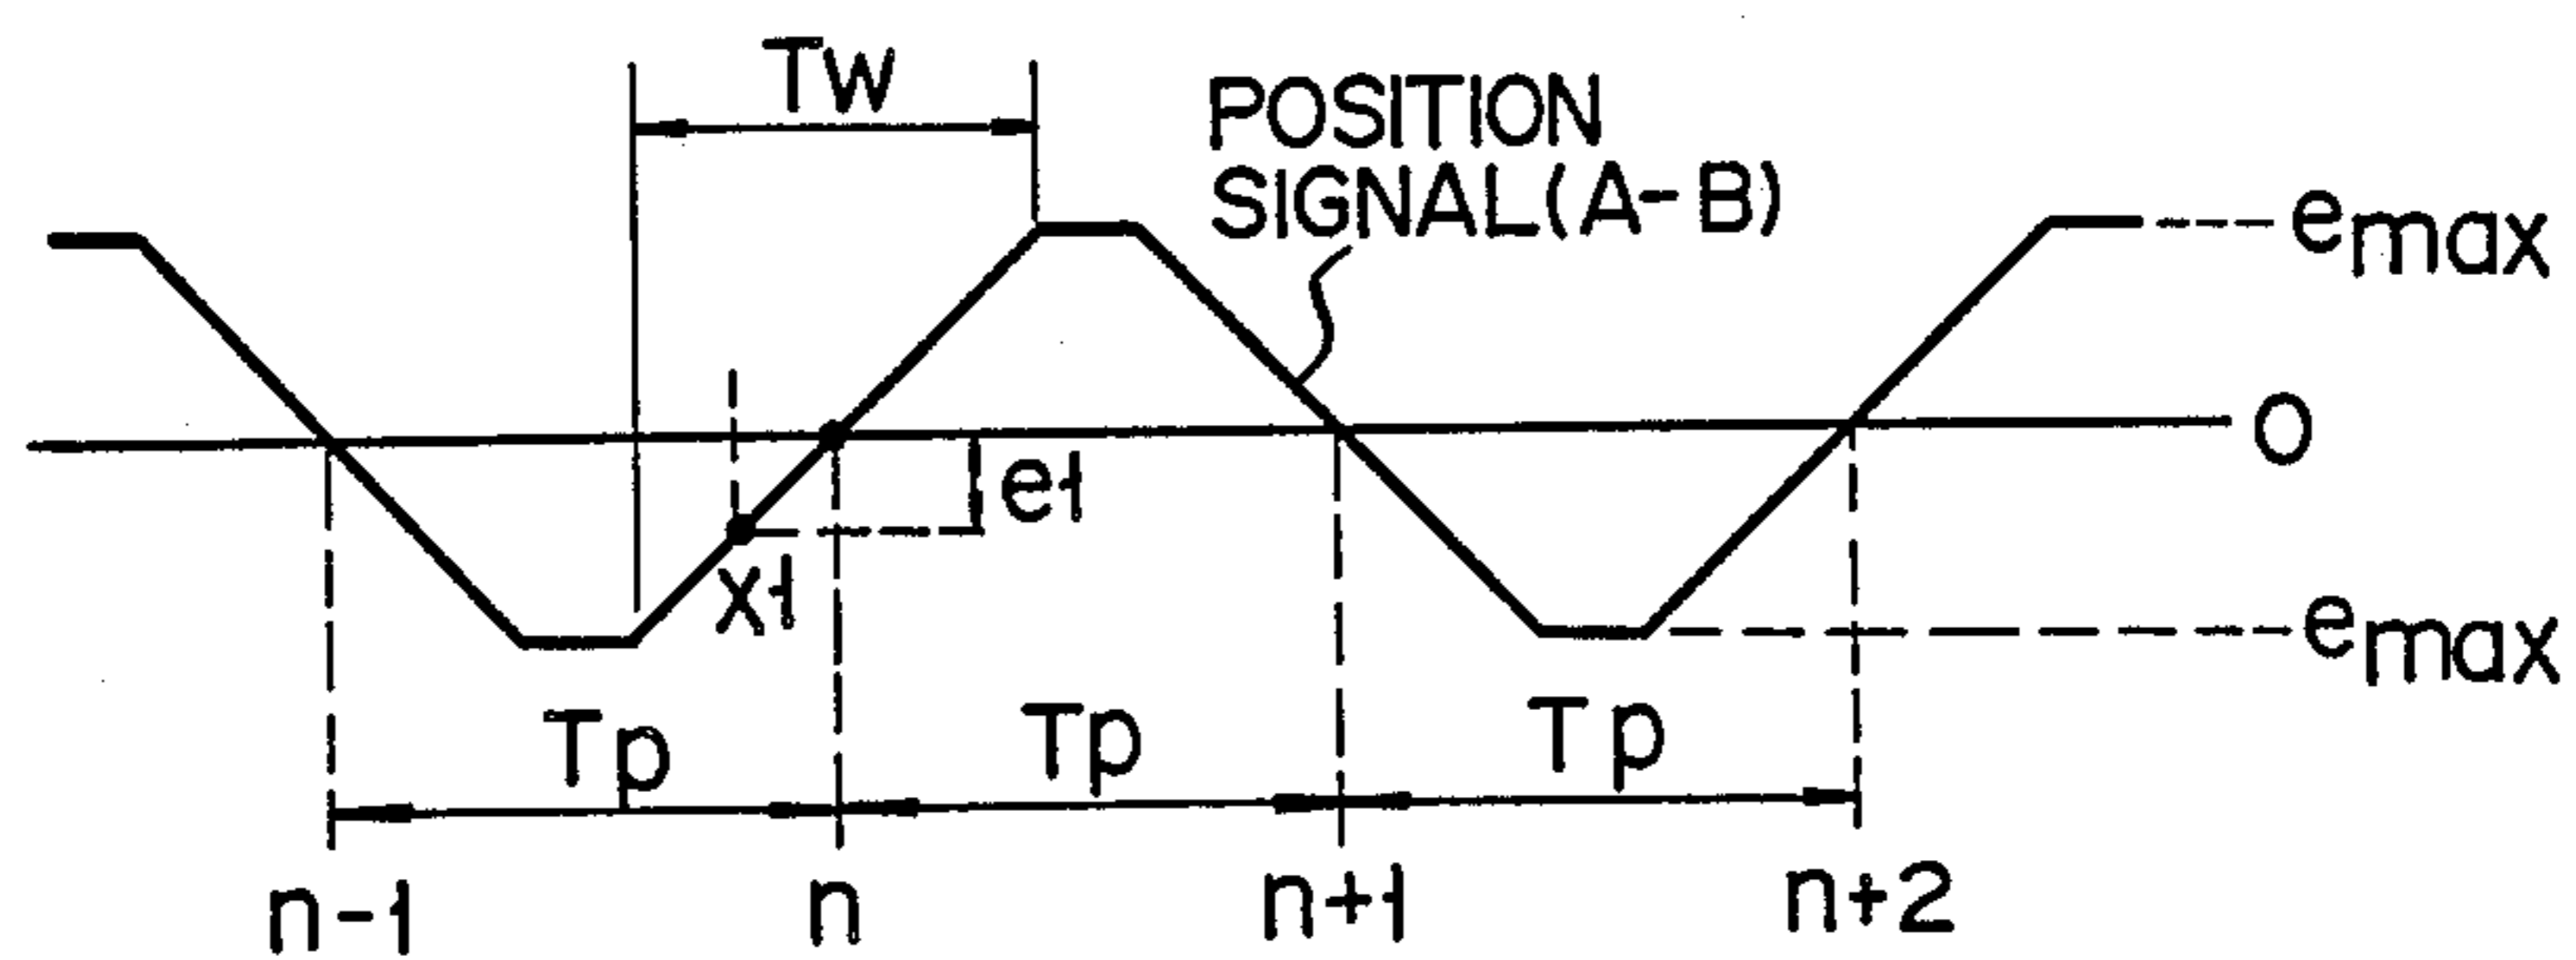 Tw
POSITION
SIGNAL(A-B)
emax
0
e1
x1
emax
Tp
Tp
Tp
n-1
n
n+1
n+2